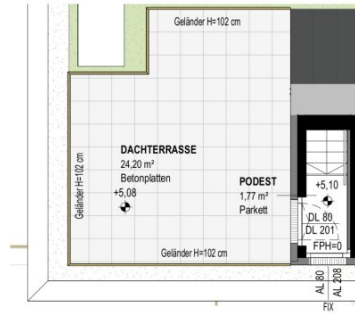 Geländer H=102 cm
Geländer H=102 cm
DACHTERRASSE
24,20 m²
Betonplatten
+5,08
PODEST
1,77 m²
Parkett
+5,10
DL 80
DL 201
FPH=0
Geländer H=102 cm
AL 80
AL 208
FIX